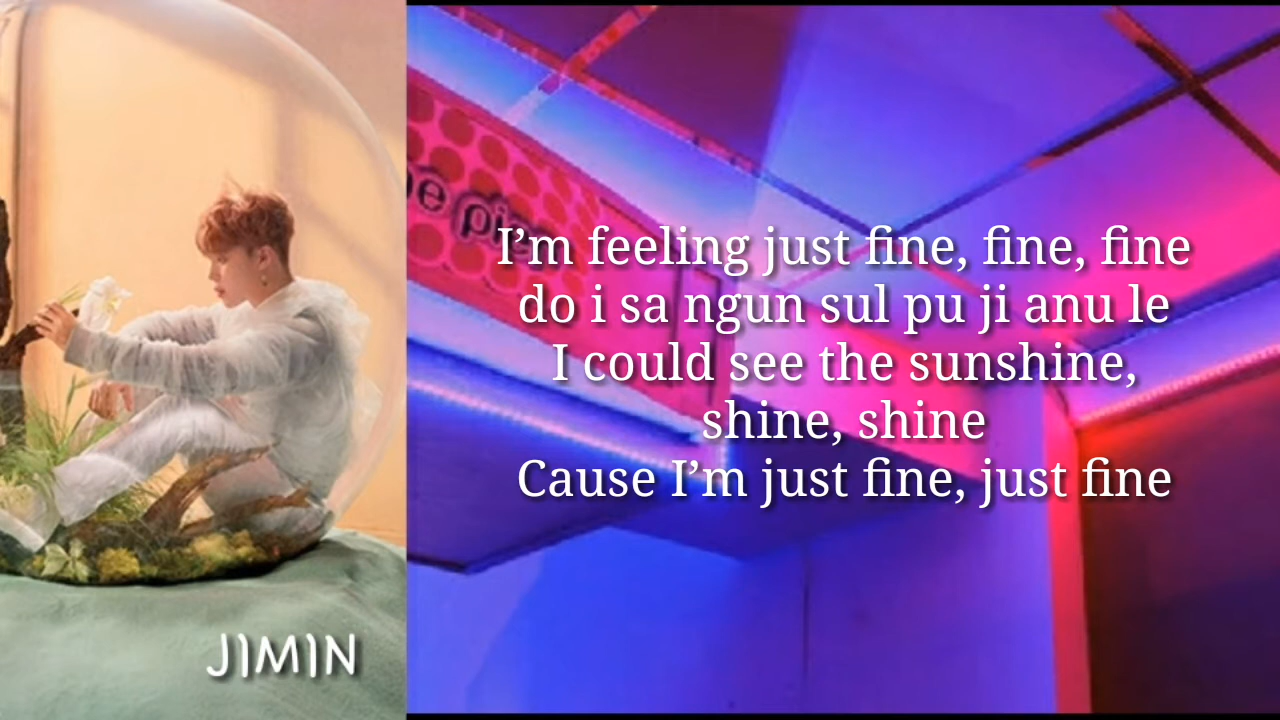 I'm feeling just fine, fine, fine
do i sa ngun sul pu ji anu le
I could see the sunshine,
shine, shine
Cause I'm just fine, just fine
JIMIN